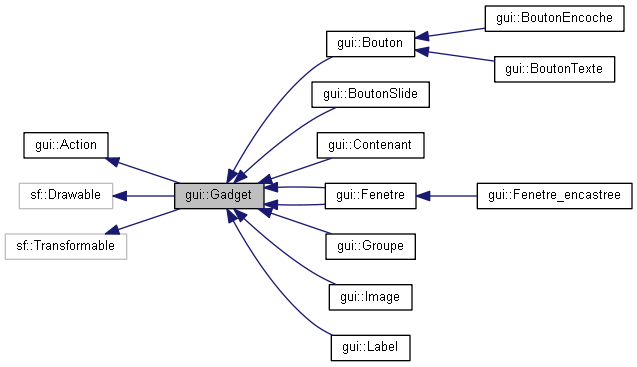 gui::BoutonEncoche
gui::Bouton
gui::BoutonTexte
gui::BoutonSlide
gui::Action
gui::Contenant
sf::Drawable
gui::Gadget
gui::Fenetre
gui::Fenetre_encastree
sf::Transformable
gui::Groupe
gui::Image
gui::Label